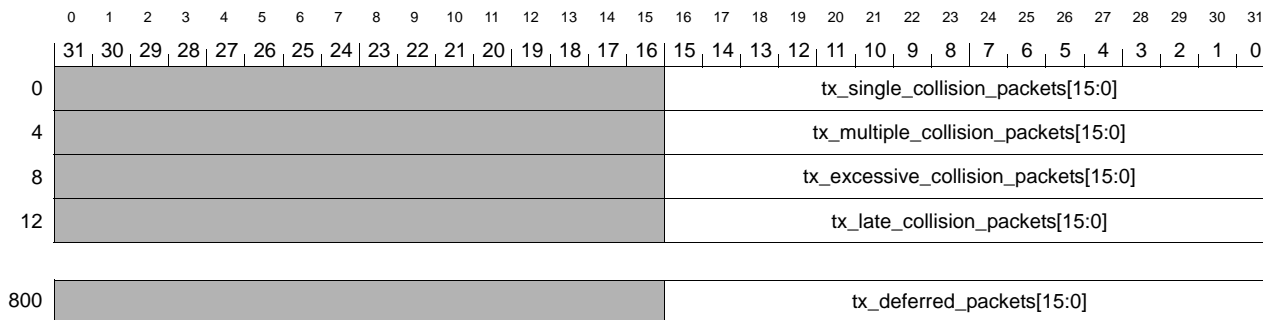 0 1 2 3 4 5 6 7 8 9 10 11 12 13 14 15 16 17 18 19 20 21 22 23 24 25 26 27 28 29 30 31
31 30 29 28 27 26 25 24 23 22 21 20 19 18 17 16 15 14 13 12 11 10 9 8 7 6 5 4 3 2 1 0
0 tx_single_collision_packets[15:0]
4 tx_multiple_collision_packets[15:0]
8 tx_excessive_collision_packets[15:0]
12 tx_late_collision_packets[15:0]
800 tx_deferred_packets[15:0]